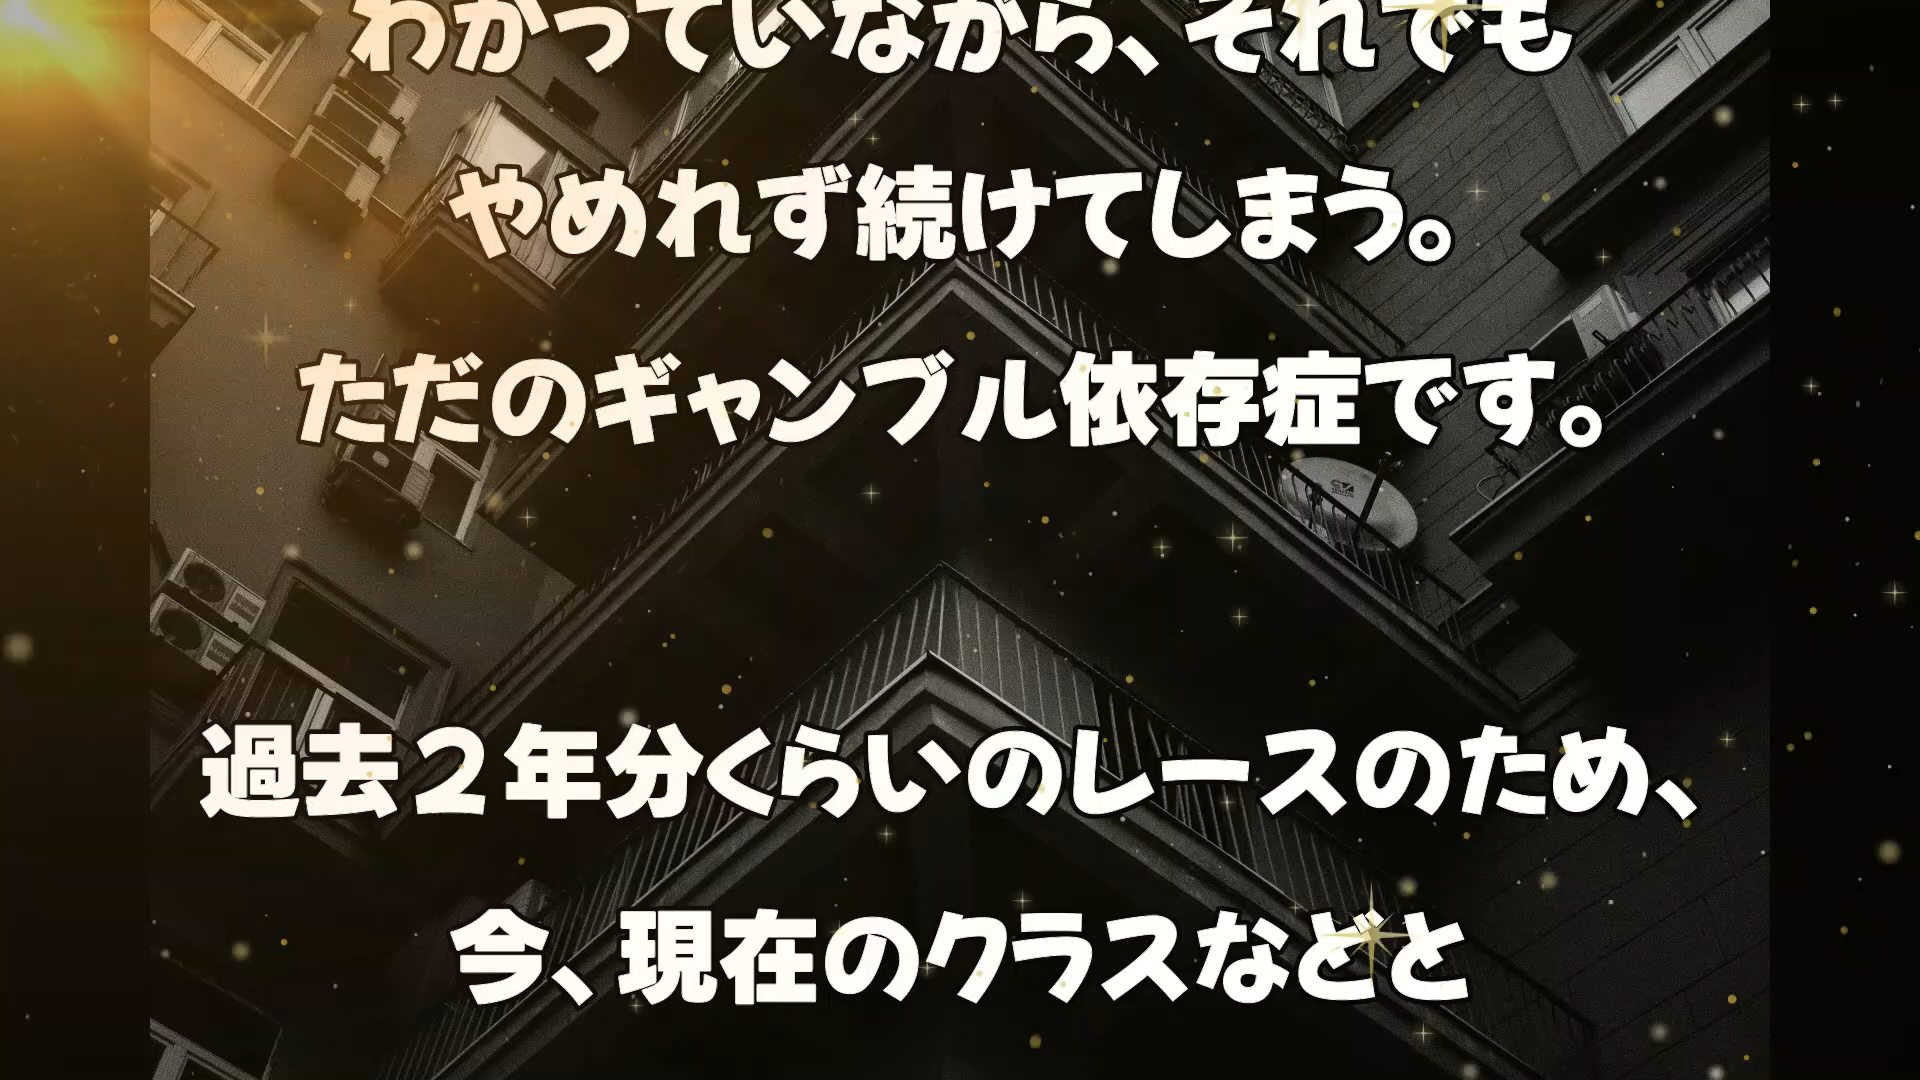 わかっていながら、それでも
やめれず続けてしまう。
ただのギャンブル依存症です。
過去２年分くらいのレースのため、
今、現在のクラスなどと